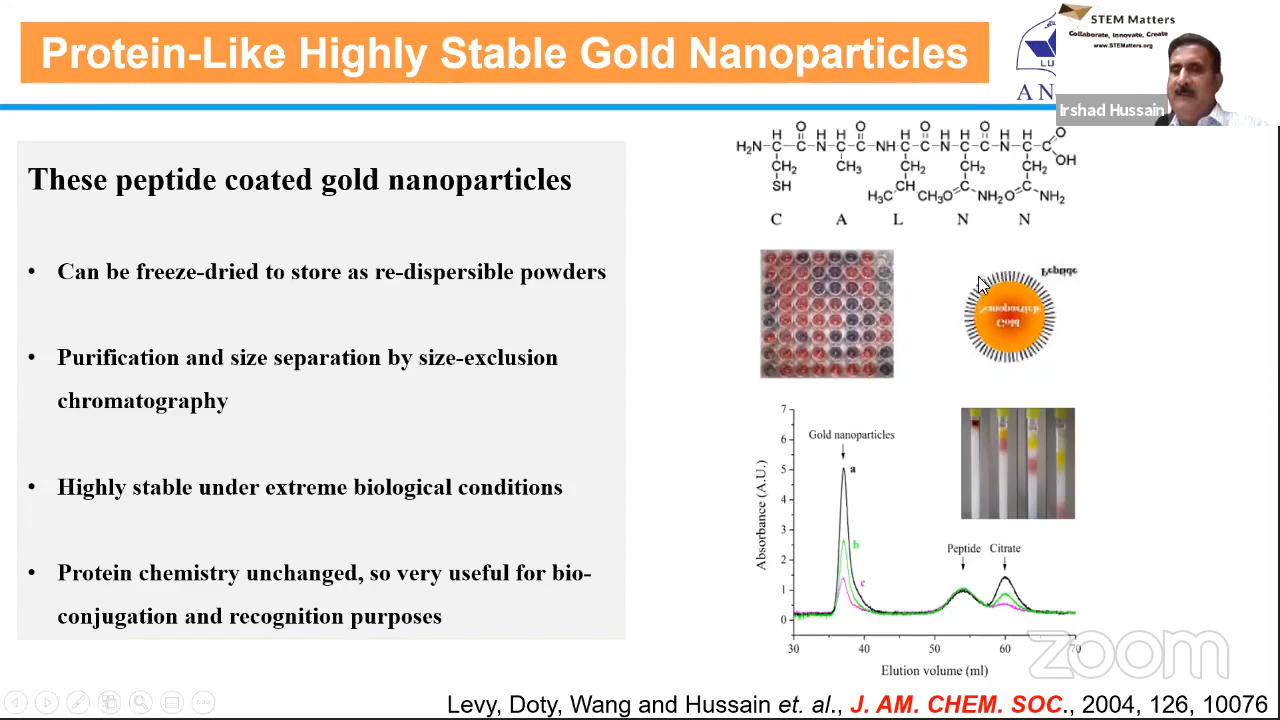 Protein-Like Highly Stable Gold Nanoparticles
STEM Matters
Collaborate, Innovate, Create
www.STEMatters.org
LU
AN
Irshad Hussain
These peptide coated gold nanoparticles
• Can be freeze-dried to store as re-dispersible powders
• Purification and size separation by size-exclusion
chromatography
• Highly stable under extreme biological conditions
• Protein chemistry unchanged, so very useful for bio-
conjugation and recognition purposes
H O H H H O H H O H H O H H O
H₂N C C N C C NH C C N C C N C C
CH₂ CH₃ CH₂ CH₂ CH₂ OH
SH CH C C
H₃C CH₃ O NH₂ O NH₂
C A L N N
Peptide
Nanoparticle
Gold
7
6
5
4
3
2
1
0
Absorbance (A.U.)
Gold nanoparticles
a
b
c
Peptide Citrate
30 40 50 60 70
Elution volume (ml)
zoom
Levy, Doty, Wang and Hussain et. al., J. AM. CHEM. SOC., 2004, 126, 10076